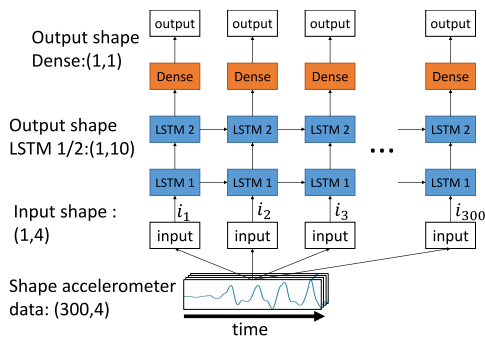 output output output output
Output shape
Dense:(1,1)
Dense Dense Dense Dense
Output shape
LSTM 1/2:(1,10)
LSTM 2 LSTM 2 LSTM 2 LSTM 2
...
LSTM 1 LSTM 1 LSTM 1 LSTM 1
i1 i2 i3 i300
Input shape :
(1,4)
input input input input
Shape accelerometer
data: (300,4)
time